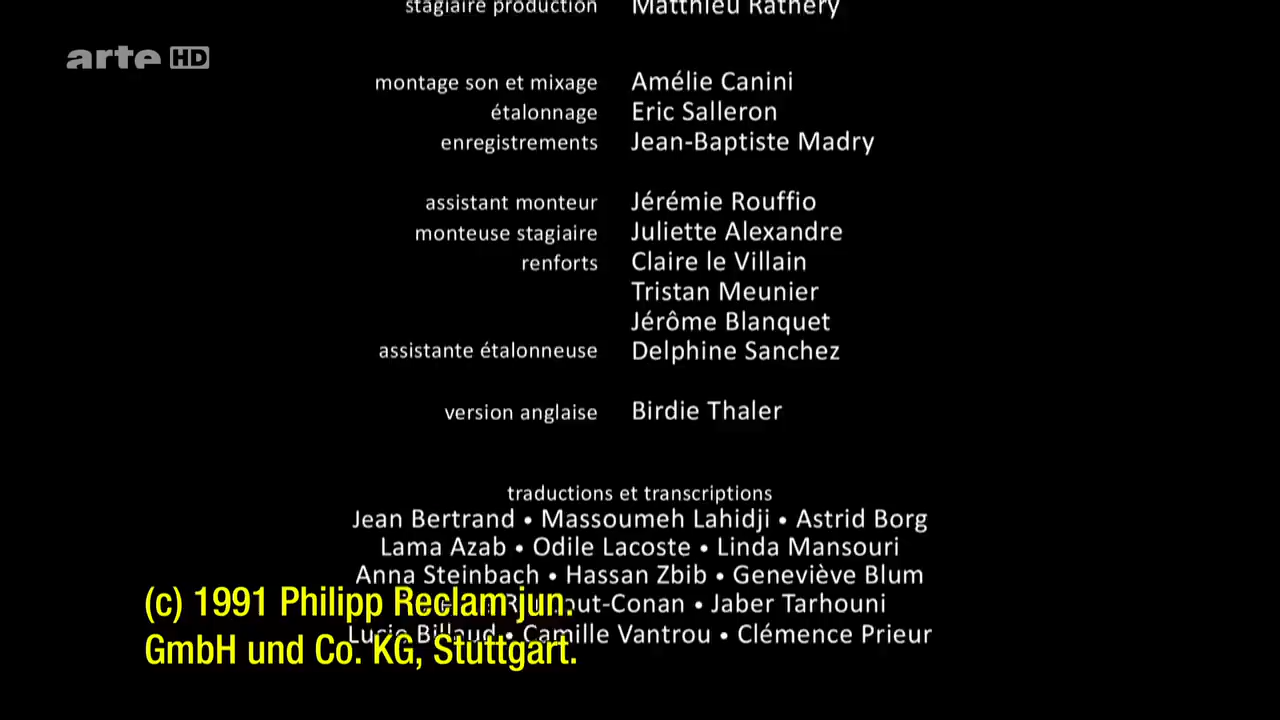 stagiaire production Matthieu Rathery
arte HD
montage son et mixage Amélie Canini
étalonnage Eric Salleron
enregistrements Jean-Baptiste Madry
assistant monteur Jérémie Rouffio
monteuse stagiaire Juliette Alexandre
renforts Claire le Villain
Tristan Meunier
Jérôme Blanquet
assistante étalonneuse Delphine Sanchez
version anglaise Birdie Thaler
traductions et transcriptions
Jean Bertrand • Massoumeh Lahidji • Astrid Borg
Lama Azab • Odile Lacoste • Linda Mansouri
Anna Steinbach • Hassan Zbib • Geneviève Blum
• Jaber Tarhouni
Lucie Billaud • Camille Vantrou • Clémence Prieur
(c) 1991 Philipp Reclam jun.
GmbH und Co. KG, Stuttgart.